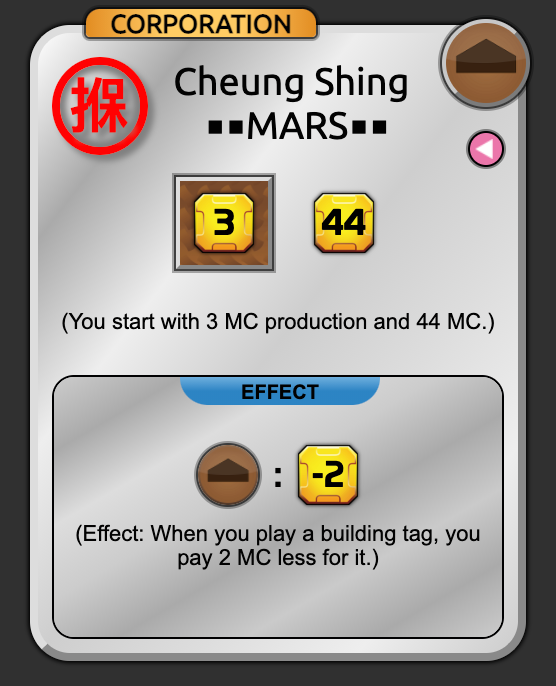 CORPORATION
Cheung Shing
▪▪MARS▪▪
3
44
(You start with 3 MC production and 44 MC.)
EFFECT
: -2
(Effect: When you play a building tag, you
pay 2 MC less for it.)